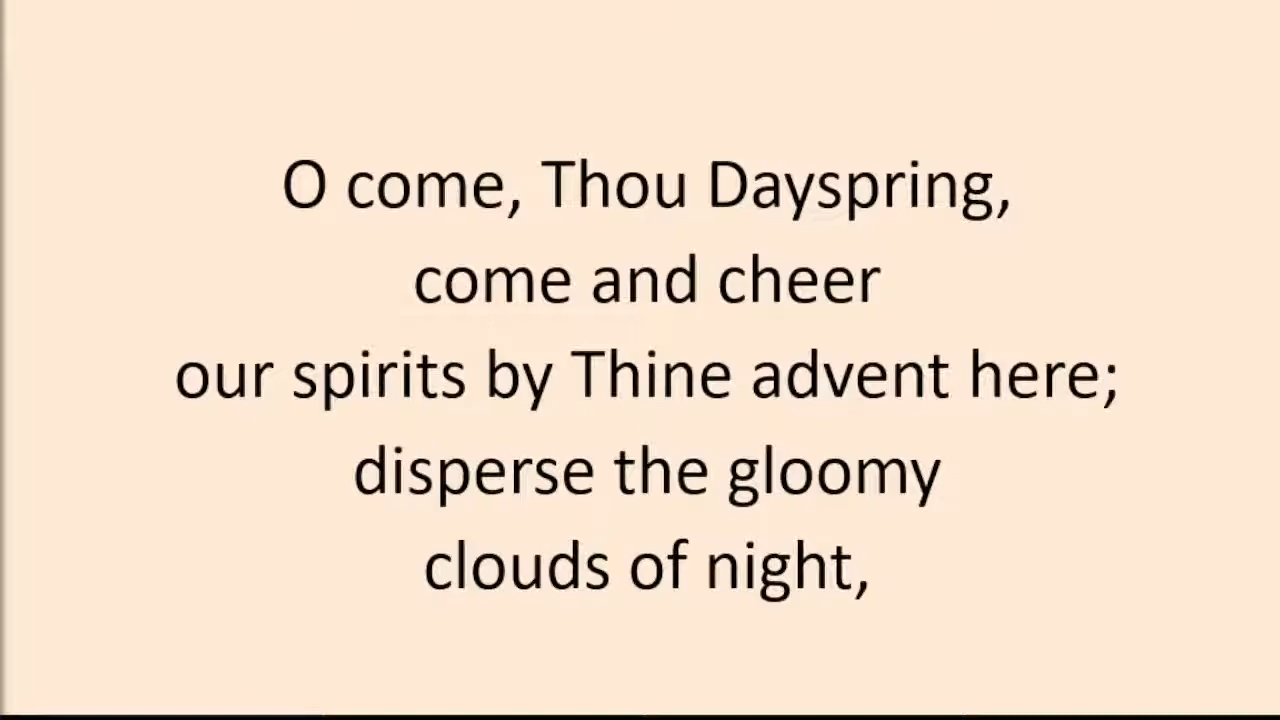 O come, Thou Dayspring,
come and cheer
our spirits by Thine advent here;
disperse the gloomy
clouds of night,